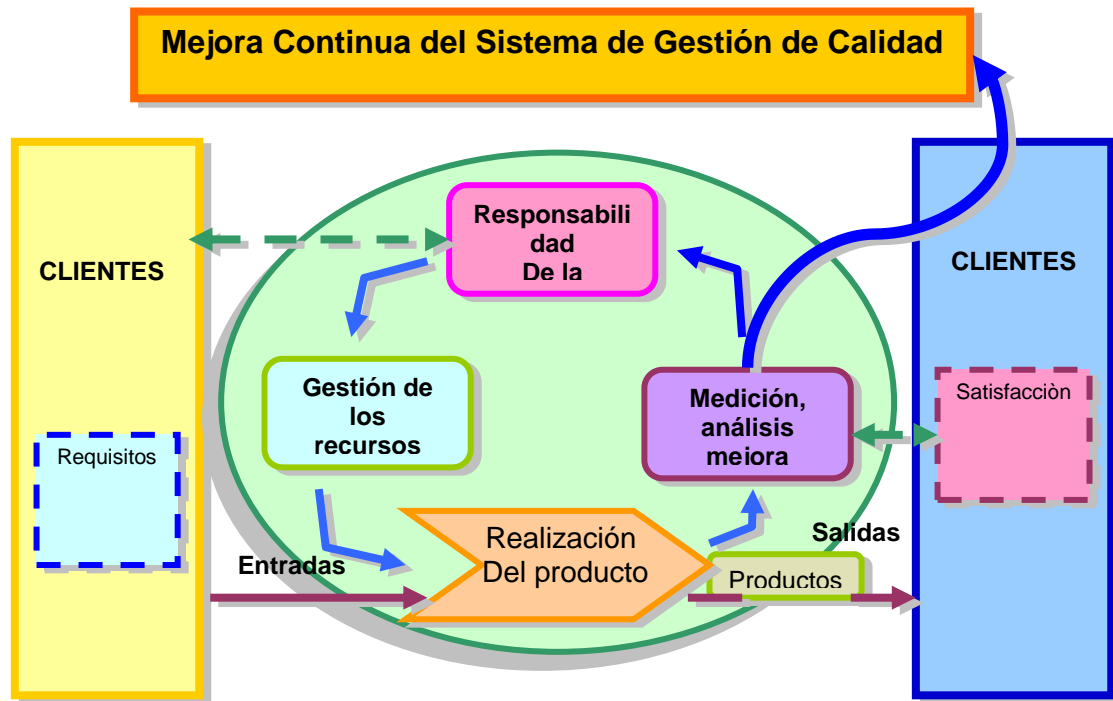 Mejora Continua del Sistema de Gestión de Calidad
Responsabili
dad
De la
CLIENTES
CLIENTES
Gestión de
los
recursos
Medición,
análisis
mejora
Satisfacciòn
Requisitos
Realización
Del producto
Salidas
Entradas
Productos